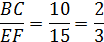 BC/EF = 10/15 = 2/3